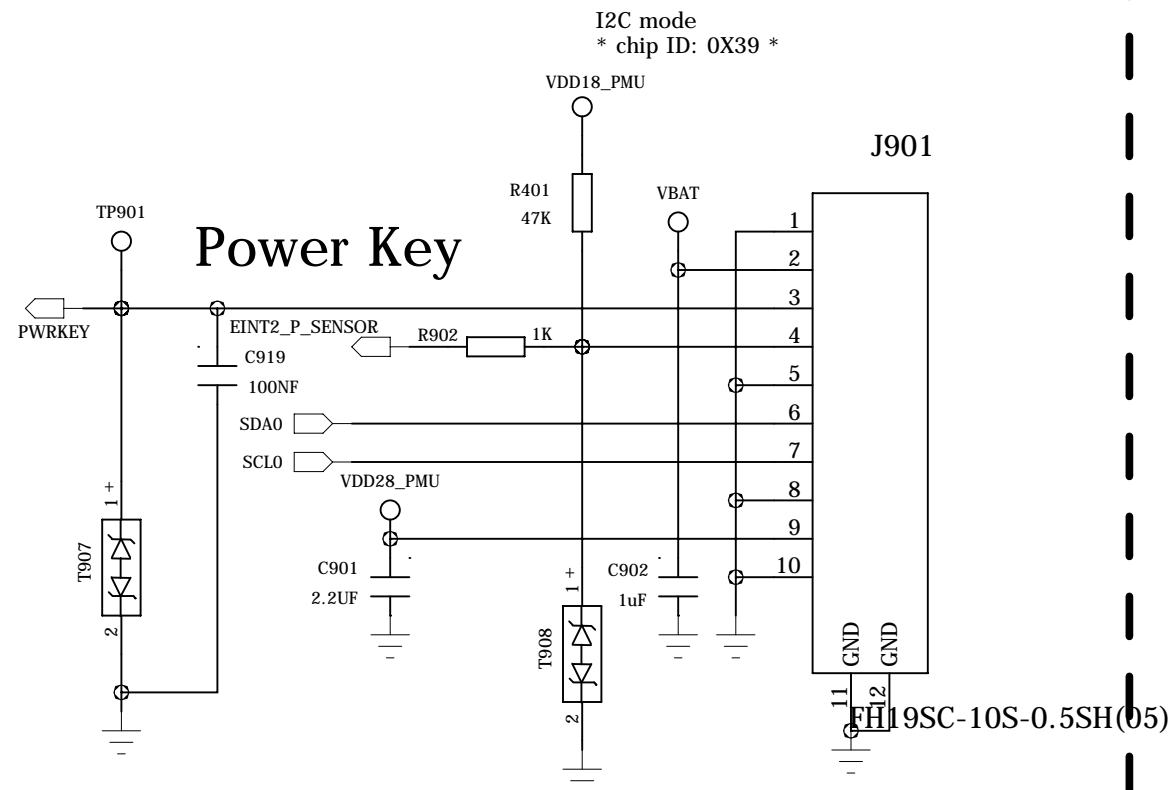 I2C mode
* chip ID: 0X39 *
VDD18_PMU
J901
R401
47K
VBAT
TP901
Power Key
1
2
3
PWRKEY
EINT2_P_SENSOR
R902
1K
4
C919
100NF
5
SDA0
6
SCL0
7
VDD28_PMU
8
9
1 +
T907
2
C901
2.2UF
10
C902
1uF
1 +
T908
2
GND
GND
11
12
FH19SC-10S-0.5SH(05)